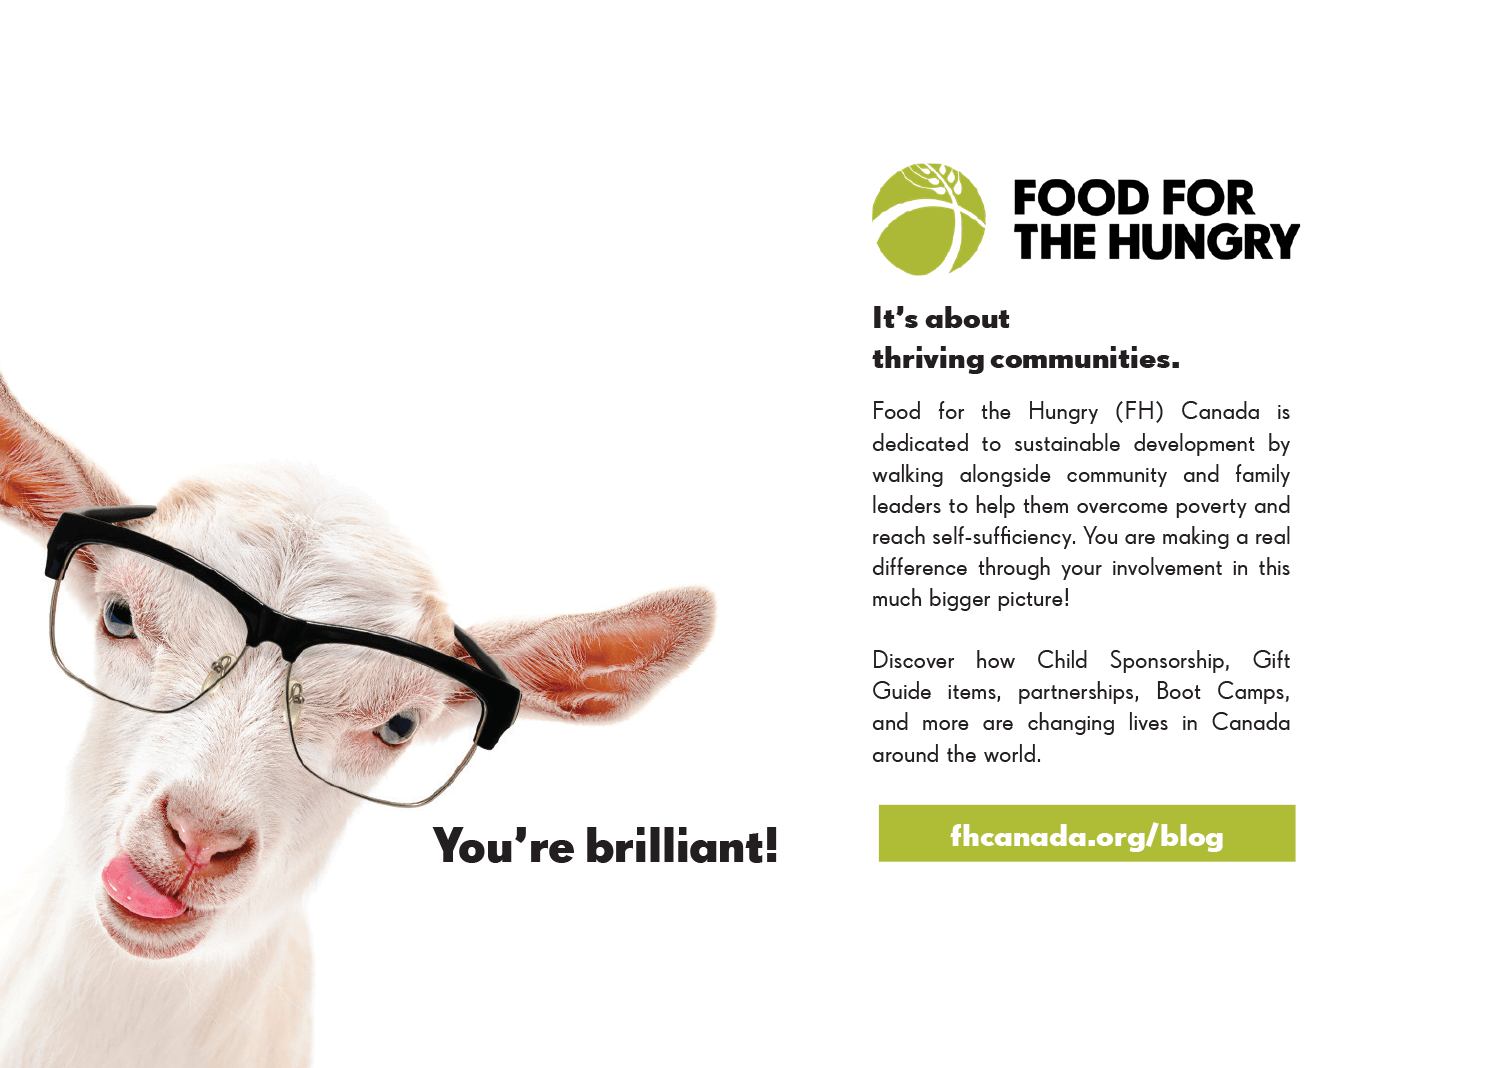 FOOD FOR
THE HUNGRY
It's about
thriving communities.
Food for the Hungry (FH) Canada is
dedicated to sustainable development by
walking alongside community and family
leaders to help them overcome poverty and
reach self-sufficiency. You are making a real
difference through your involvement in this
much bigger picture!
Discover how Child Sponsorship, Gift
Guide items, partnerships, Boot Camps,
and more are changing lives in Canada
around the world.
fhcanada.org/blog
You're brilliant!